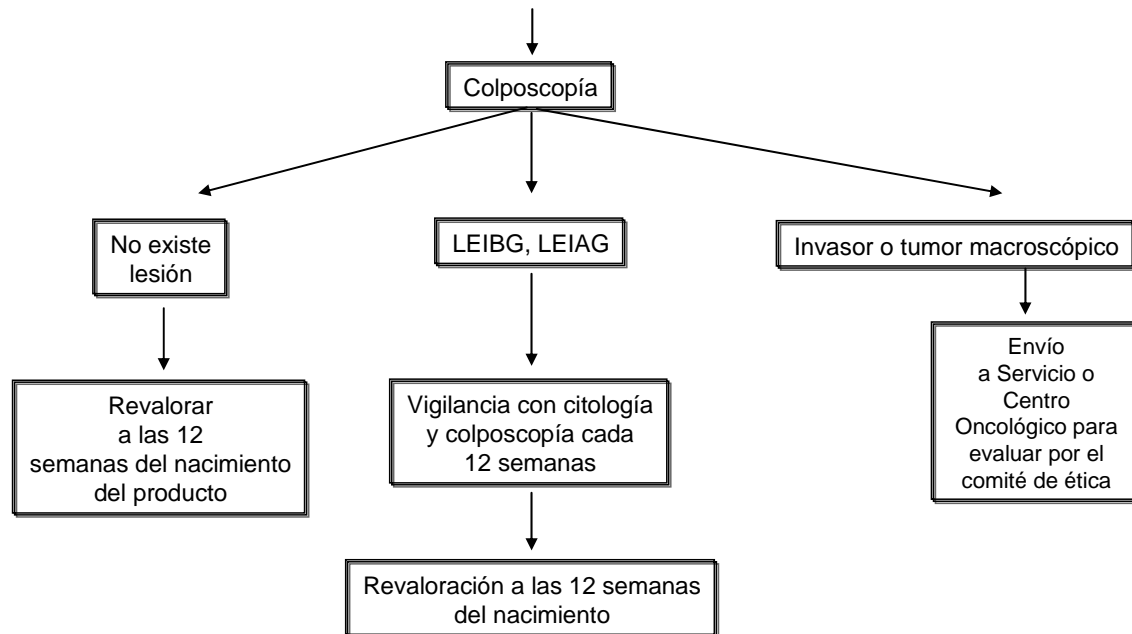 Colposcopía
No existe
lesión
LEIBG, LEIAG
Invasor o tumor macroscópico
Revalorar
a las 12
semanas del nacimiento
del producto
Vigilancia con citología
y colposcopía cada
12 semanas
Envío
a Servicio o
Centro
Oncológico para
evaluar por el
comité de ética
Revaloración a las 12 semanas
del nacimiento